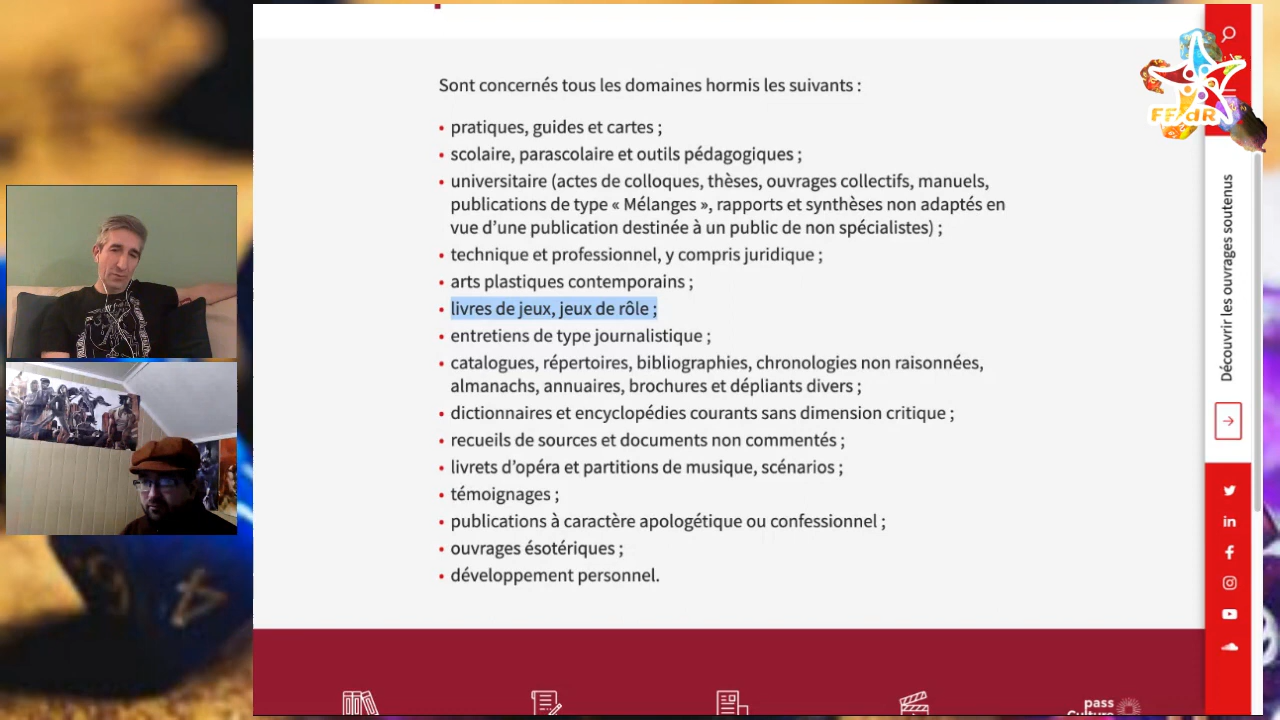 Sont concernés tous les domaines hormis les suivants :
• pratiques, guides et cartes ;
• scolaire, parascolaire et outils pédagogiques ;
• universitaire (actes de colloques, thèses, ouvrages collectifs, manuels,
publications de type « Mélanges », rapports et synthèses non adaptés en
vue d’une publication destinée à un public de non spécialistes) ;
• technique et professionnel, y compris juridique ;
• arts plastiques contemporains ;
• livres de jeux, jeux de rôle ;
• entretiens de type journalistique ;
• catalogues, répertoires, bibliographies, chronologies non raisonnées,
almanachs, annuaires, brochures et dépliants divers ;
• dictionnaires et encyclopédies courants sans dimension critique ;
• recueils de sources et documents non commentés ;
• livrets d’opéra et partitions de musique, scénarios ;
• témoignages ;
• publications à caractère apologétique ou confessionnel ;
• ouvrages ésotériques ;
• développement personnel.
FFJdR
Découvrir les ouvrages soutenus
pass
Culture